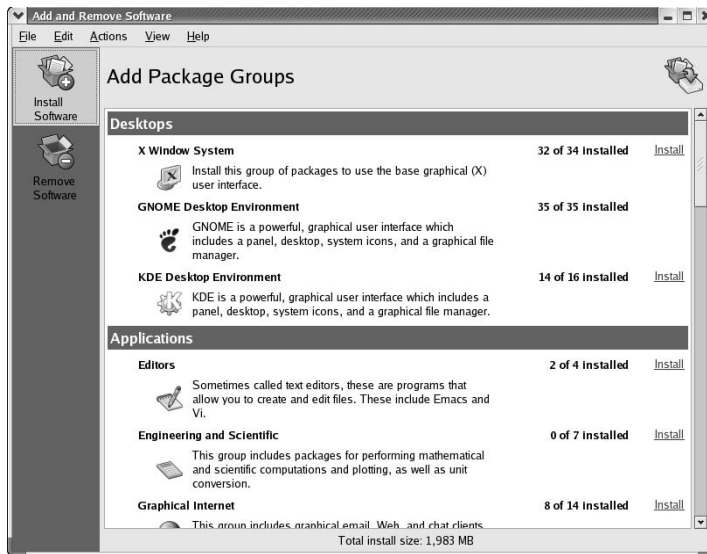 Add and Remove Software
File Edit Actions View Help
Install
Software
Remove
Software
Add Package Groups
Desktops
X Window System 32 of 34 installed Install
Install this group of packages to use the base graphical (X)
user interface.
GNOME Desktop Environment 35 of 35 installed
GNOME is a powerful, graphical user interface which
includes a panel, desktop, system icons, and a graphical file
manager.
KDE Desktop Environment 14 of 16 installed Install
KDE is a powerful, graphical user interface which includes a
panel, desktop, system icons, and a graphical file manager.
Applications
Editors 2 of 4 installed Install
Sometimes called text editors, these are programs that
allow you to create and edit files. These include Emacs and
Vi.
Engineering and Scientific 0 of 7 installed Install
This group includes packages for performing mathematical
and scientific computations and plotting, as well as unit
conversion.
Graphical Internet 8 of 14 installed Install
This group includes graphical email, Web, and chat clients
Total install size: 1,983 MB